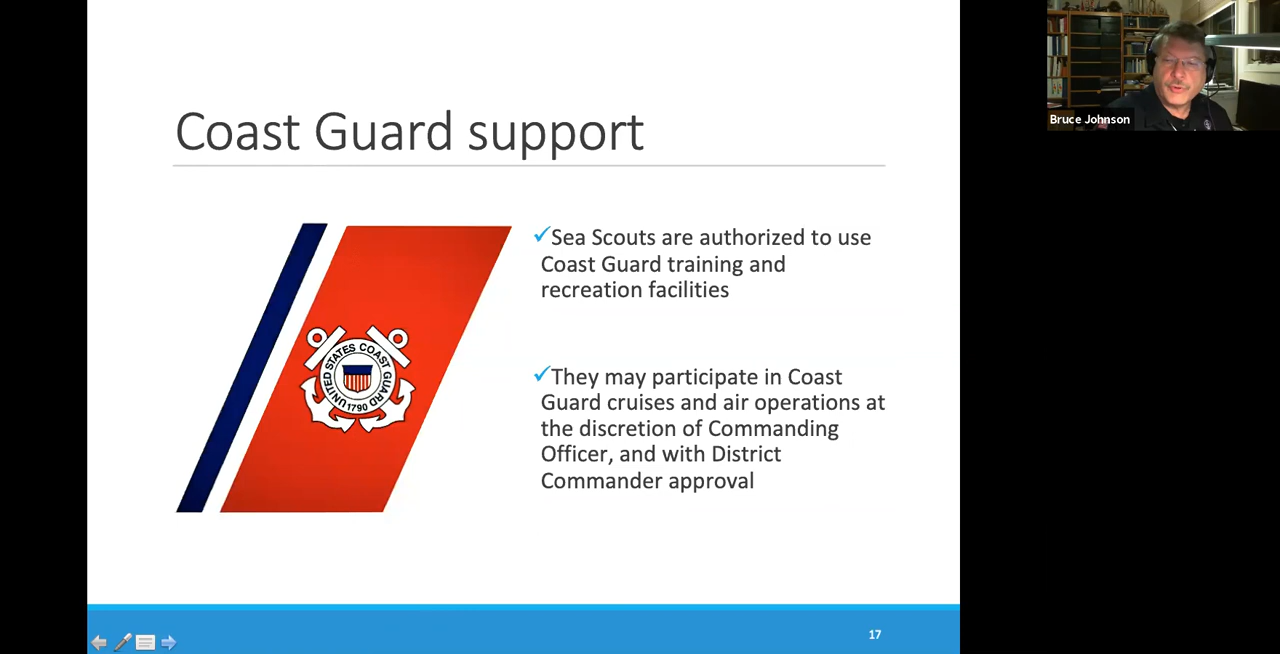 Coast Guard support
Bruce Johnson
✓Sea Scouts are authorized to use
Coast Guard training and
recreation facilities
✓They may participate in Coast
Guard cruises and air operations at
the discretion of Commanding
Officer, and with District
Commander approval
UNITED STATES COAST GUARD
1790
17